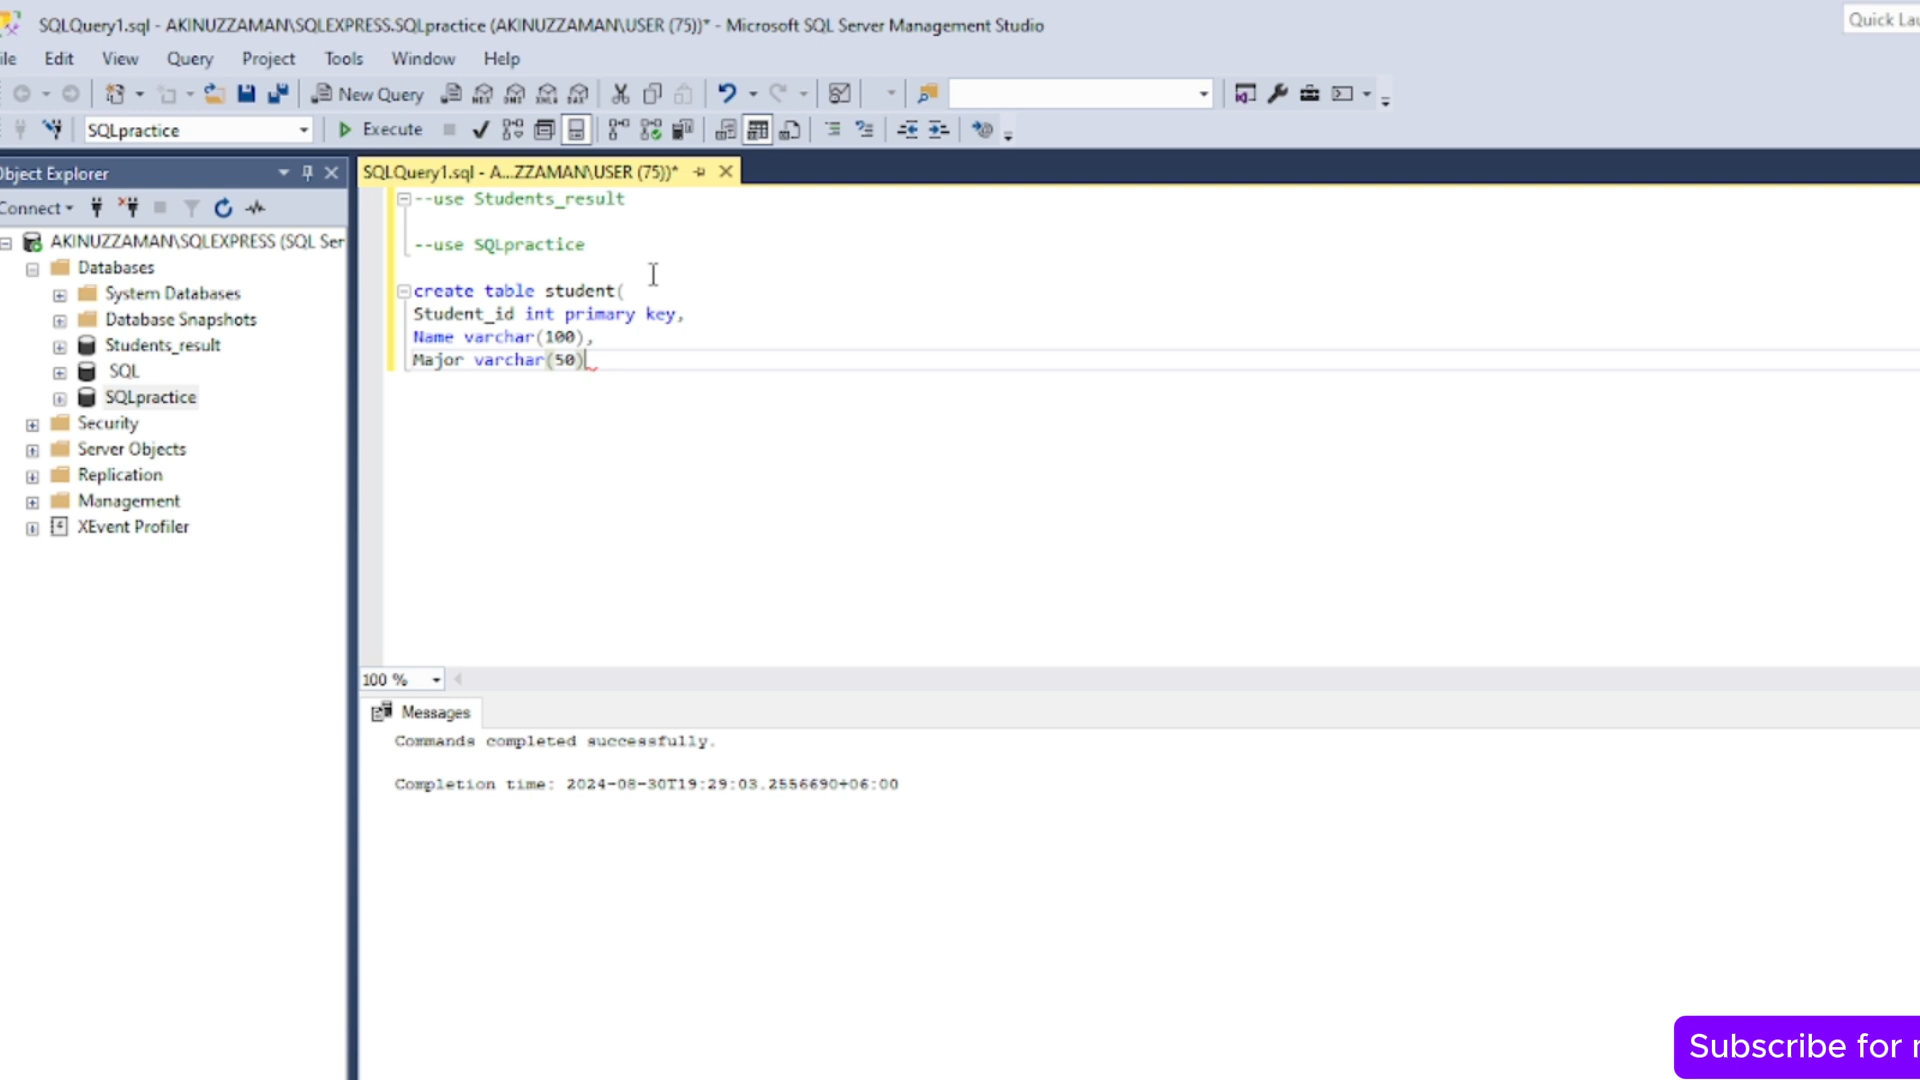 SQLQuery1.sql - AKINUZZAMAN\SQLEXPRESS.SQLpractice (AKINUZZAMAN\USER (75))* - Microsoft SQL Server Management Studio
Quick Lau
ile Edit View Query Project Tools Window Help
New Query
SQLpractice Execute
Object Explorer
SQLQuery1.sql - A...ZZAMAN\USER (75))*
Connect
AKINUZZAMAN\SQLEXPRESS (SQL Ser
Databases
System Databases
Database Snapshots
Students_result
SQL
SQLpractice
Security
Server Objects
Replication
Management
XEvent Profiler
--use Students_result
--use SQLpractice
create table student(
Student_id int primary key,
Name varchar(100),
Major varchar(50)
100 %
Messages
Commands completed successfully.
Completion time: 2024-08-30T19:29:03.2556690+06:00
Subscribe for